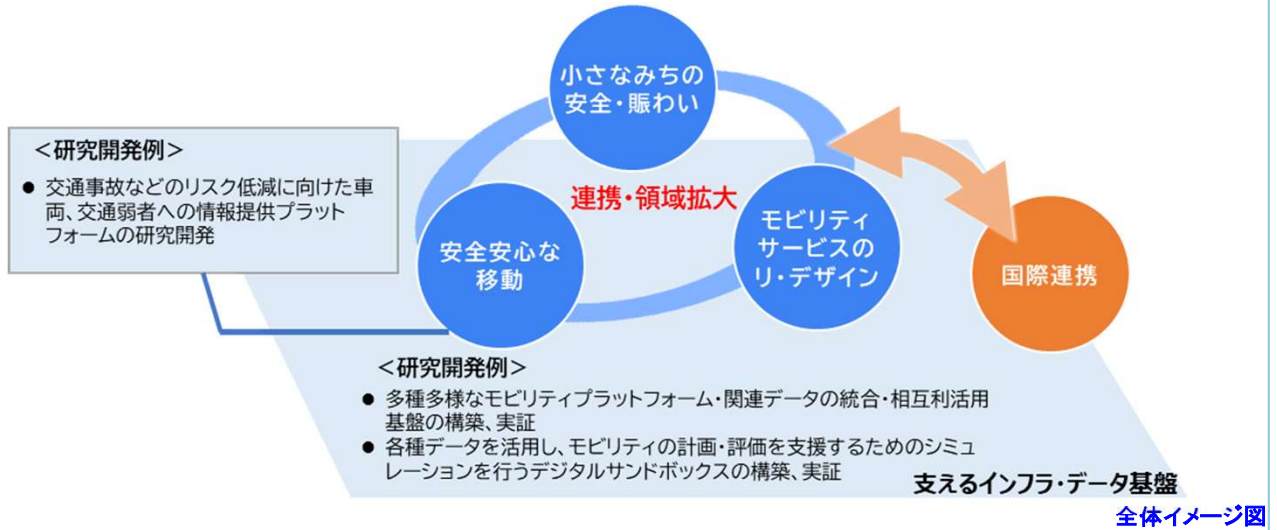 小さなみちの
安全・賑わい
<研究開発例>
● 交通事故などのリスク低減に向けた車
両、交通弱者への情報提供プラット
フォームの研究開発
連携・領域拡大
安全安心な
移動
モビリティ
サービスの
リ・デザイン
国際連携
<研究開発例>
● 多種多様なモビリティプラットフォーム・関連データの統合・相互利活用
基盤の構築、実証
● 各種データを活用し、モビリティの計画・評価を支援するためのシミュ
レーションを行うデジタルサンドボックスの構築、実証
支えるインフラ・データ基盤
全体イメージ図